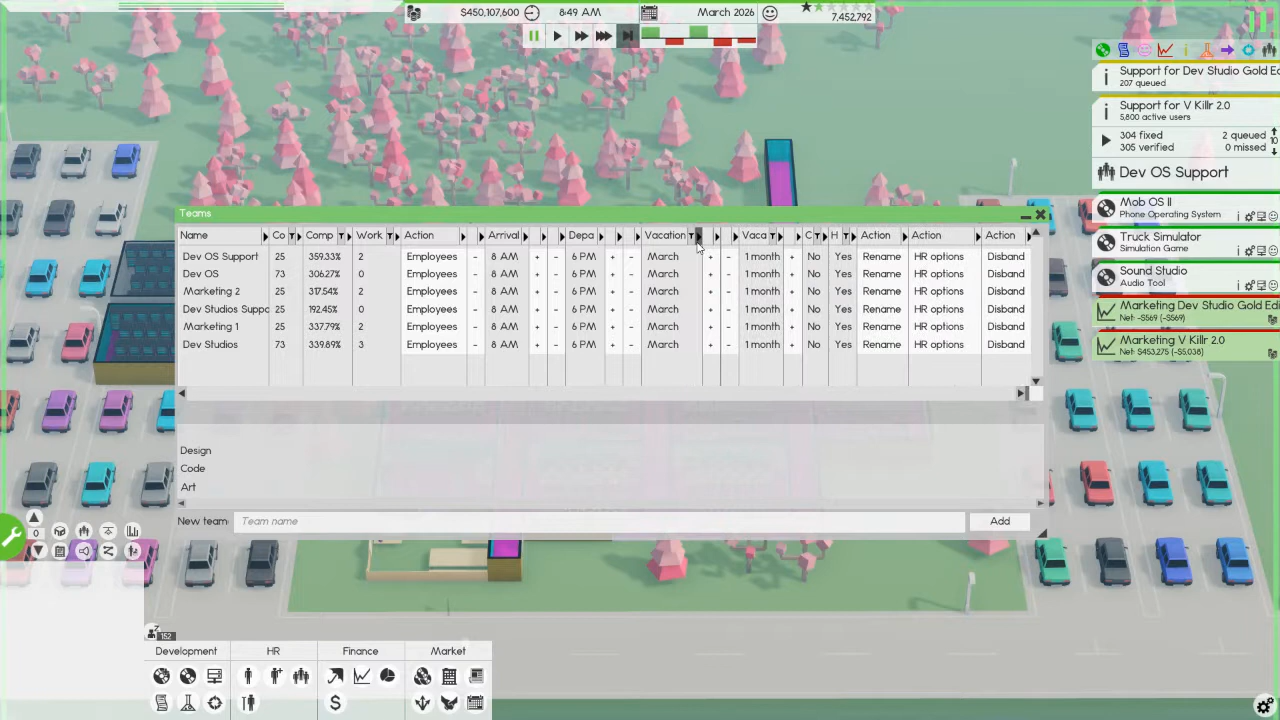 $450,107,600 8:49 AM March 2026 7,452,792
Support for Dev Studio Gold Ed
207 queued
Support for V Killr 2.0
5,800 active users
304 fixed 2 queued
305 verified 0 missed
10
Dev OS Support
Mob OS II
Phone Operating System
Truck Simulator
Simulation Game
Sound Studio
Audio Tool
Marketing Dev Studio Gold Edi
Net: -$569 (-$569)
Marketing V Killr 2.0
Net: $453,275 (-$5,038)
Teams
Name Co Comp Work Action Arrival Depa Vacation Vaca C H Action Action Action
Dev OS Support 25 359.33% 2 Employees - 8 AM + - 6 PM + - March + - 1 month + No Yes Rename HR options Disband
Dev OS 73 306.27% 3 Employees - 8 AM + - 6 PM + - March + - 1 month + No Yes Rename HR options Disband
Marketing 2 25 317.54% 2 Employees - 8 AM + - 6 PM + - March + - 1 month + No Yes Rename HR options Disband
Dev Studios Suppo 25 192.45% 0 Employees - 8 AM + - 6 PM + - March + - 1 month + No Yes Rename HR options Disband
Marketing 1 25 337.79% 2 Employees - 8 AM + - 6 PM + - March + - 1 month + No Yes Rename HR options Disband
Dev Studios 73 339.89% 3 Employees - 8 AM + - 6 PM + - March + - 1 month + No Yes Rename HR options Disband
Design
Code
Art
New team Team name Add
0
152
Development HR Finance Market